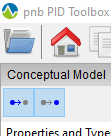 pnb PID Toolbox
Conceptual Model
Properties and Type